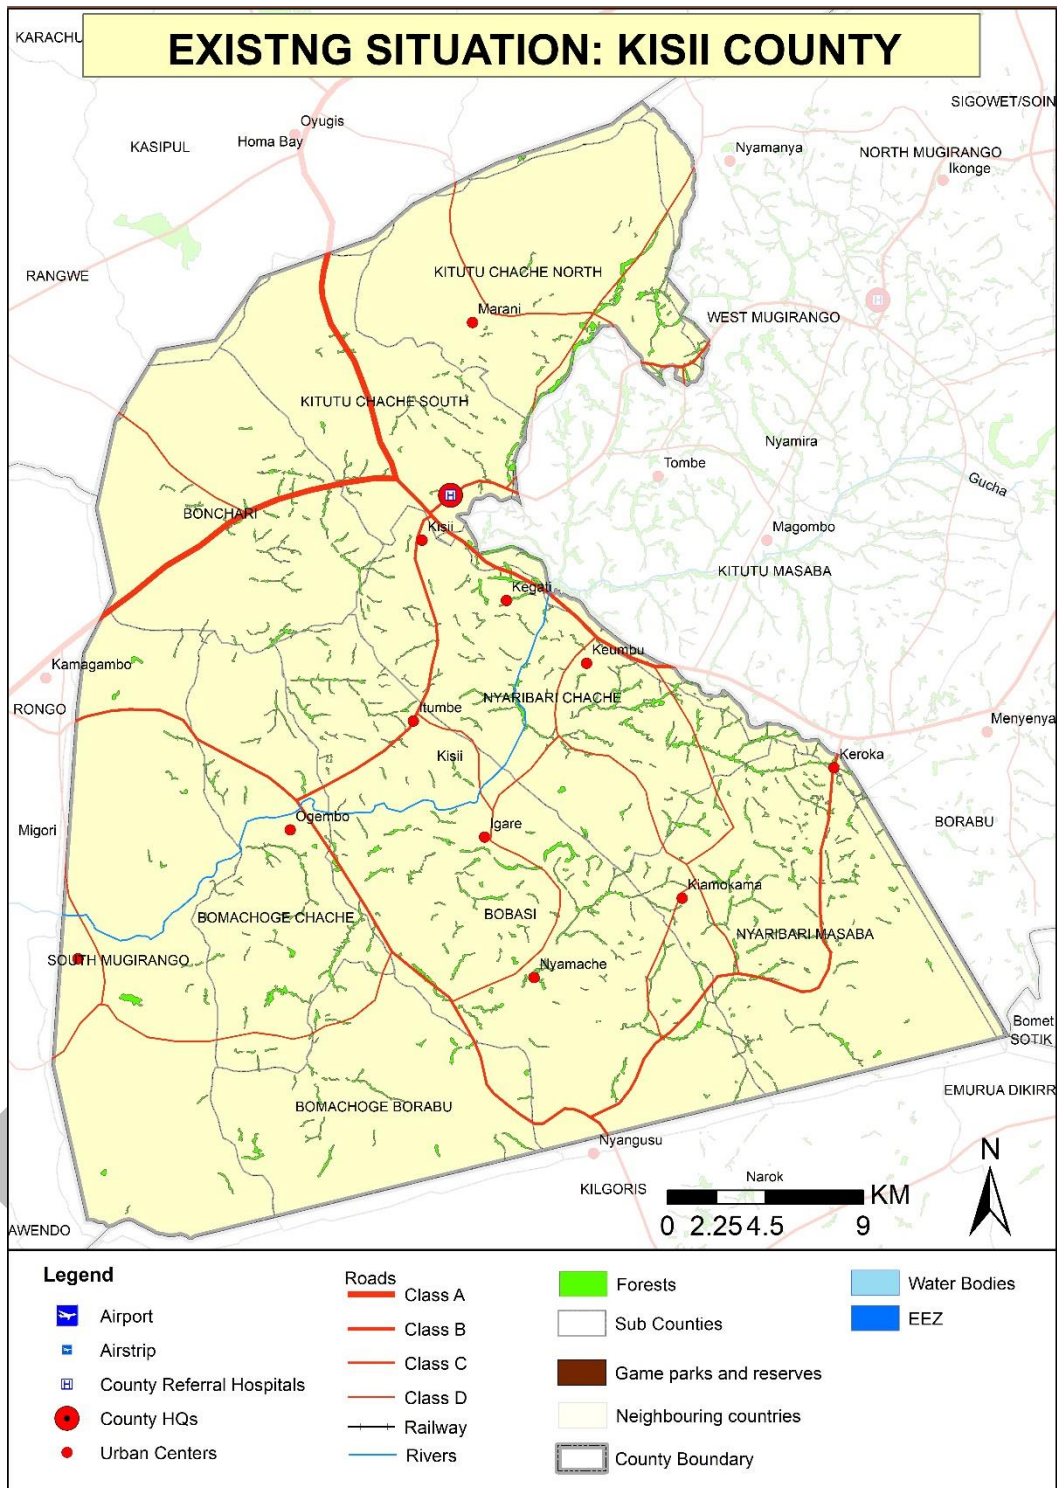 EXISTNG SITUATION: KISII COUNTY
KARACHU
SIGOWET/SOIN
Oyugis
Homa Bay
KASIPUL
Nyamanya
NORTH MUGIRANGO
Ikonge
RANGWE
KITUTU CHACHE NORTH
Marani
WEST MUGIRANGO
H
KITUTU CHACHE SOUTH
Nyamira
Tombe
Gucha
H
BONCHARI
Kisii
Magombo
KITUTU MASABA
Kegati
Keumbu
Kamagambo
NYARIBARI CHACHE
RONGO
Itumbe
Menyenya
Kisii
Keroka
Migori
Ogembo
Igare
BORABU
Kiamokama
BOMACHOGE CHACHE
BOBASI
NYARIBARI MASABA
SOUTH MUGIRANGO
Nyamache
Bomet
SOTIK
EMURUA DIKIRR
BOMACHOGE BORABU
Nyangusu
N
Narok
KILGORIS
KM
0 2.25 4.5 9
AWENDO
Legend
Airport
Airstrip
H County Referral Hospitals
County HQs
Urban Centers
Roads
Class A
Class B
Class C
Class D
Railway
Rivers
Forests
Sub Counties
Game parks and reserves
Neighbouring countries
County Boundary
Water Bodies
EEZ